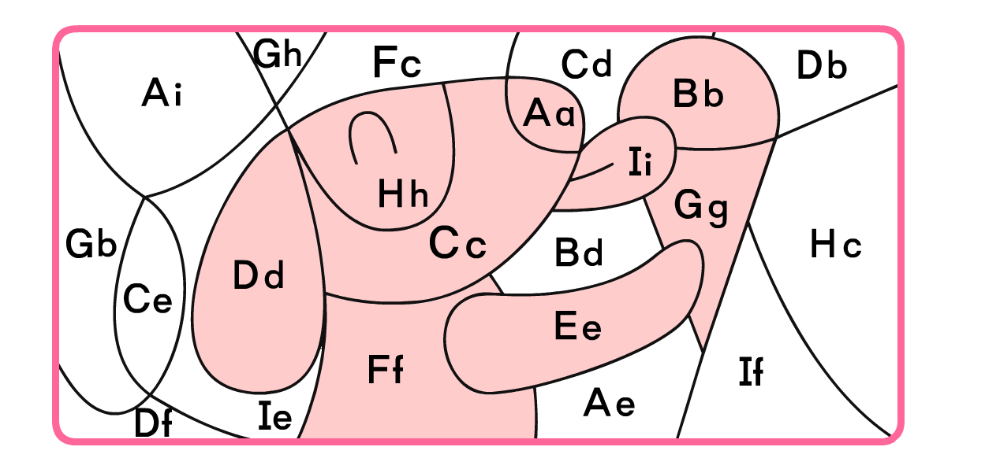 Gh
Fc
Cd
Db
Ai
Bb
Aa
Ii
Hh
Gg
Gb
Cc
Bd
Hc
Dd
Ce
Ee
Ff
If
Ae
Df
Ie